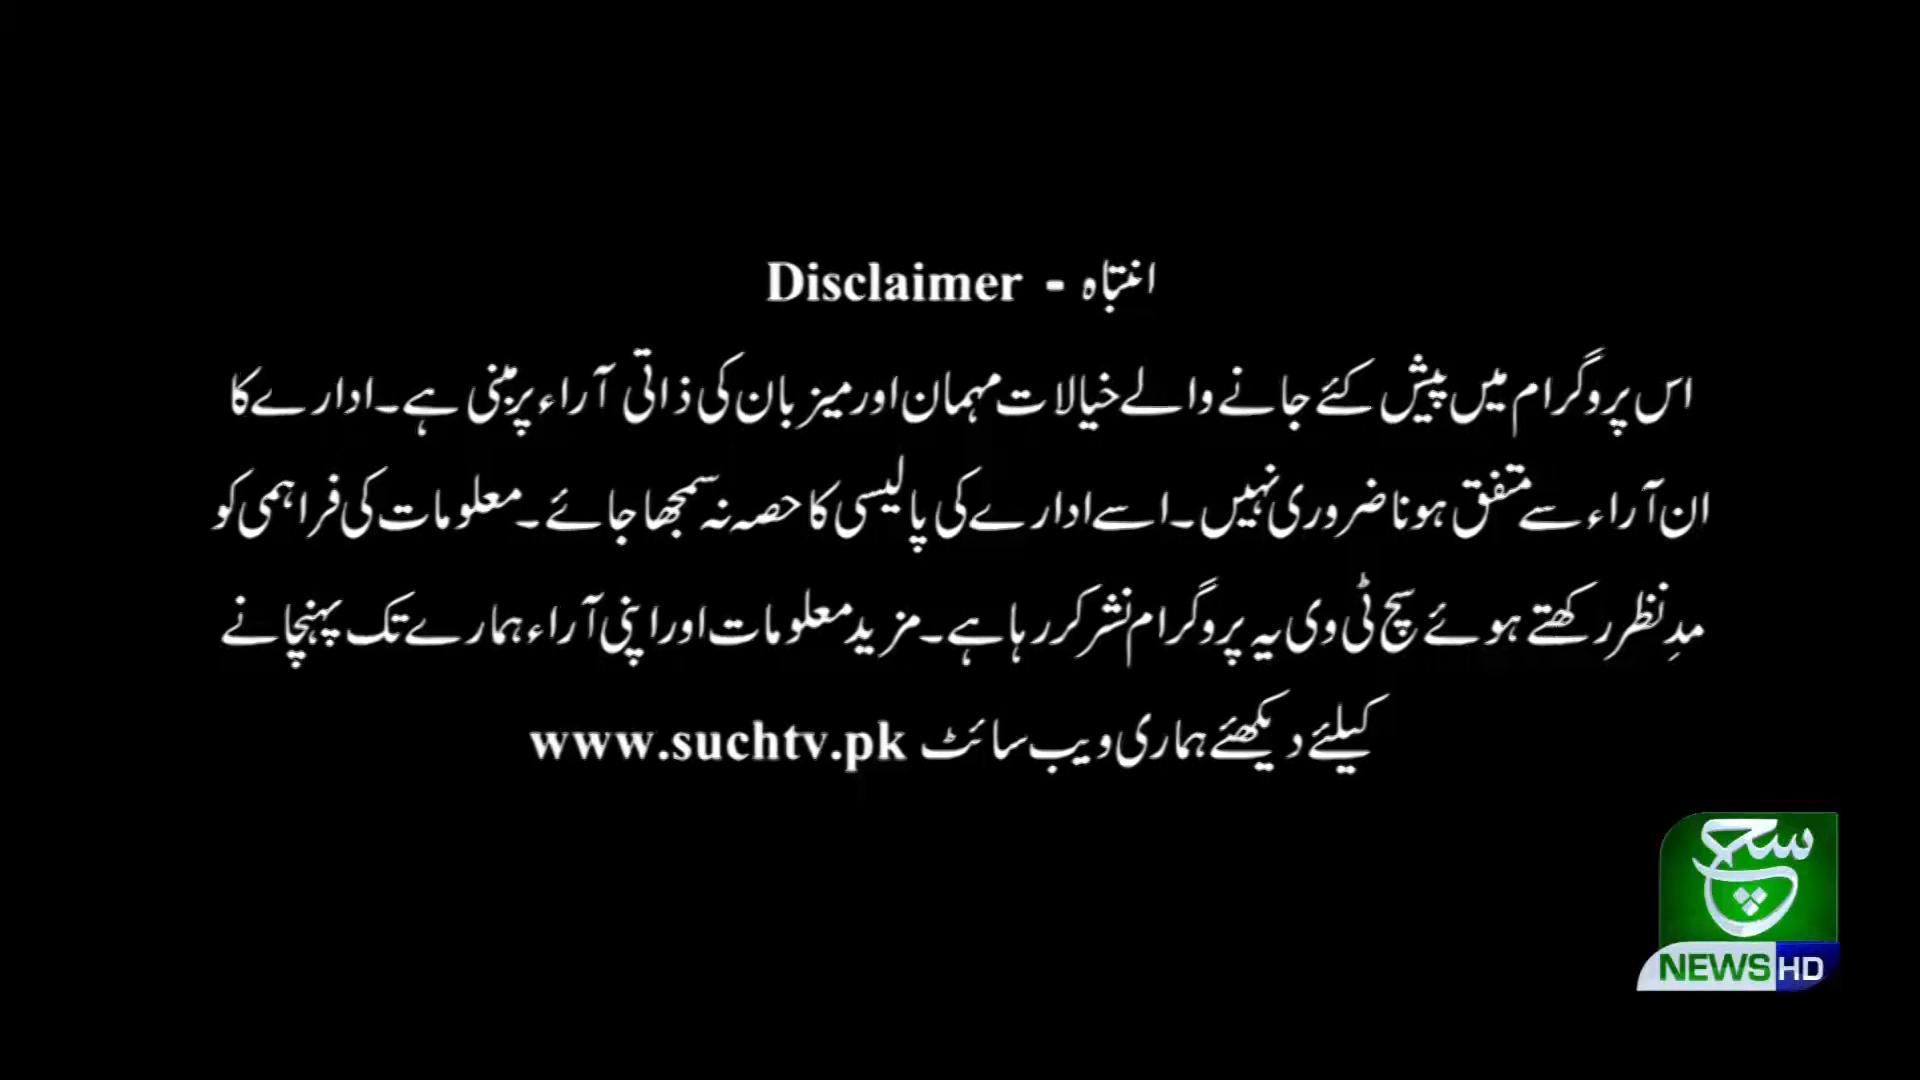 انتباہ - Disclaimer
اس پروگرام میں پیش کئے جانے والے خیالات مہمان اور میزبان کی ذاتی آراء پر مبنی ہے۔ ادارے کا
ان آراء سے متفق ہونا ضروری نہیں۔ اسے ادارے کی پالیسی کا حصہ نہ سمجھا جائے۔ معلومات کی فراہمی کو
مدِنظر رکھتے ہوئے سچ ٹی وی یہ پروگرام نشر کر رہا ہے۔ مزید معلومات اور اپنی آراء ہمارے تک پہنچانے
کیلئے دیکھئے ہماری ویب سائٹ www.suchtv.pk
سچ
NEWS HD